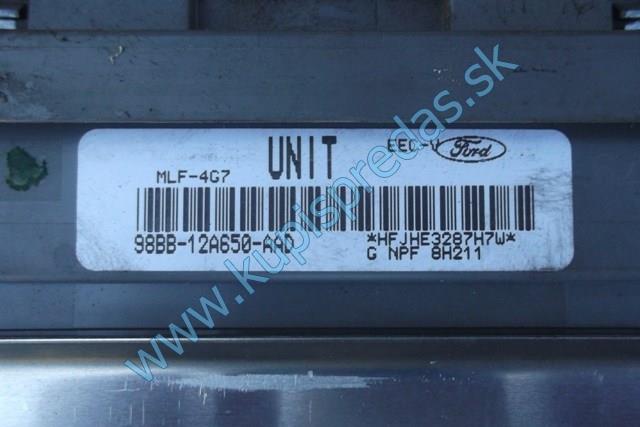 UNIT EEC-V Ford
MLF-4G7
98BB-12A650-AAD *HFJHE3287H7W*
G NPF 8H211
www.kupispredas.sk